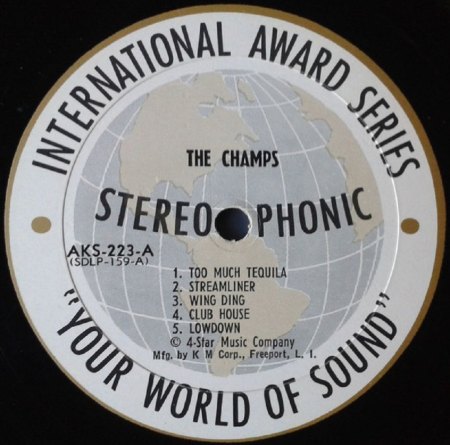 INTERNATIONAL AWARD SERIES
THE CHAMPS
STEREO PHONIC
AKS-223-A
(SDLP-159-A)
1. TOO MUCH TEQUILA
2. STREAMLINER
3. WING DING
4. CLUB HOUSE
5. LOWDOWN
© 4-Star Music Company
Mfg. by K M Corp., Freeport, L. I.
"YOUR WORLD OF SOUND"